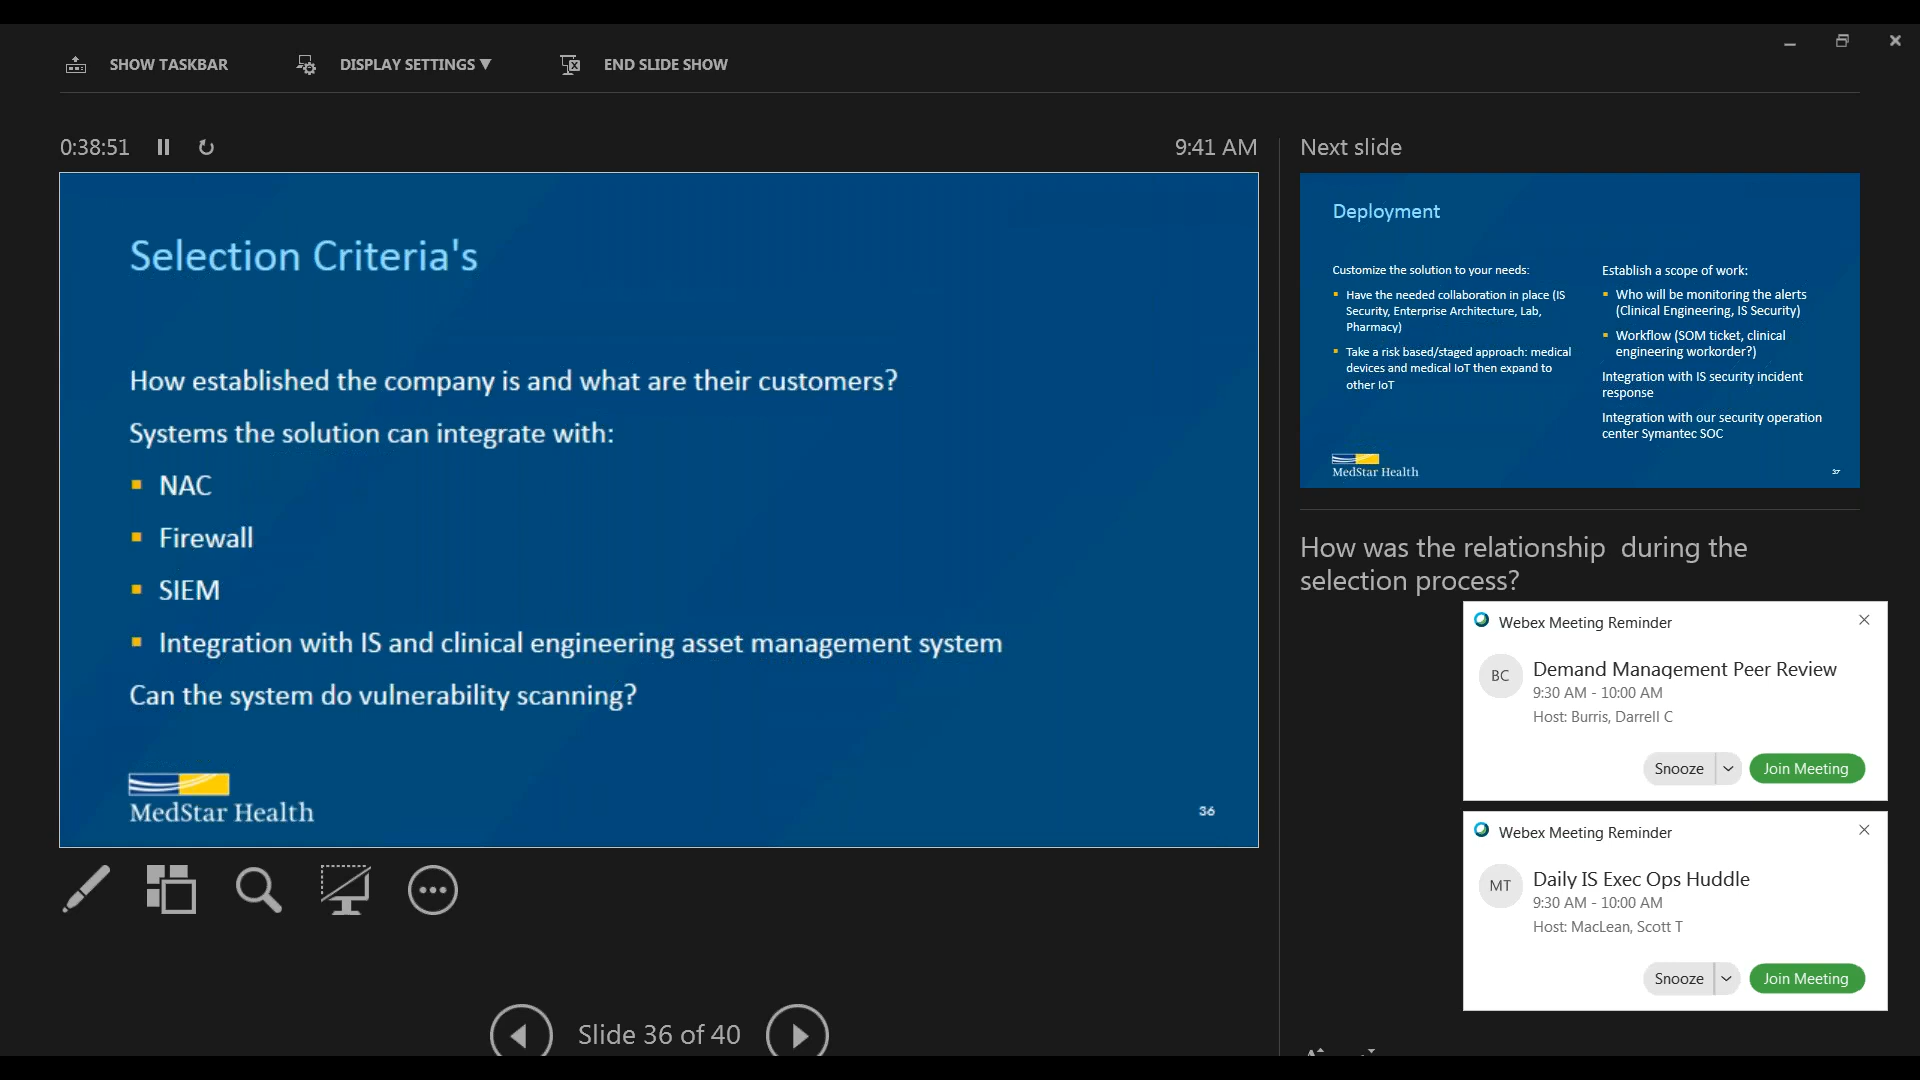 SHOW TASKBAR
DISPLAY SETTINGS ▼
END SLIDE SHOW
0:38:51
9:41 AM
Selection Criteria's
How established the company is and what are their customers?
Systems the solution can integrate with:
▪ NAC
▪ Firewall
▪ SIEM
▪ Integration with IS and clinical engineering asset management system
Can the system do vulnerability scanning?
MedStar Health
36
Slide 36 of 40
Next slide
Deployment
Customize the solution to your needs:
▪ Have the needed collaboration in place (IS
Security, Enterprise Architecture, Lab,
Pharmacy)
▪ Take a risk based/staged approach: medical
devices and medical IoT then expand to
other IoT
Establish a scope of work:
▪ Who will be monitoring the alerts
(Clinical Engineering, IS Security)
▪ Workflow (SOM ticket, clinical
engineering workorder?)
Integration with IS security incident
response
Integration with our security operation
center Symantec SOC
MedStar Health
37
How was the relationship  during the
selection process?
Webex Meeting Reminder
BC
Demand Management Peer Review
9:30 AM - 10:00 AM
Host: Burris, Darrell C
Snooze
Join Meeting
Webex Meeting Reminder
MT
Daily IS Exec Ops Huddle
9:30 AM - 10:00 AM
Host: MacLean, Scott T
Snooze
Join Meeting